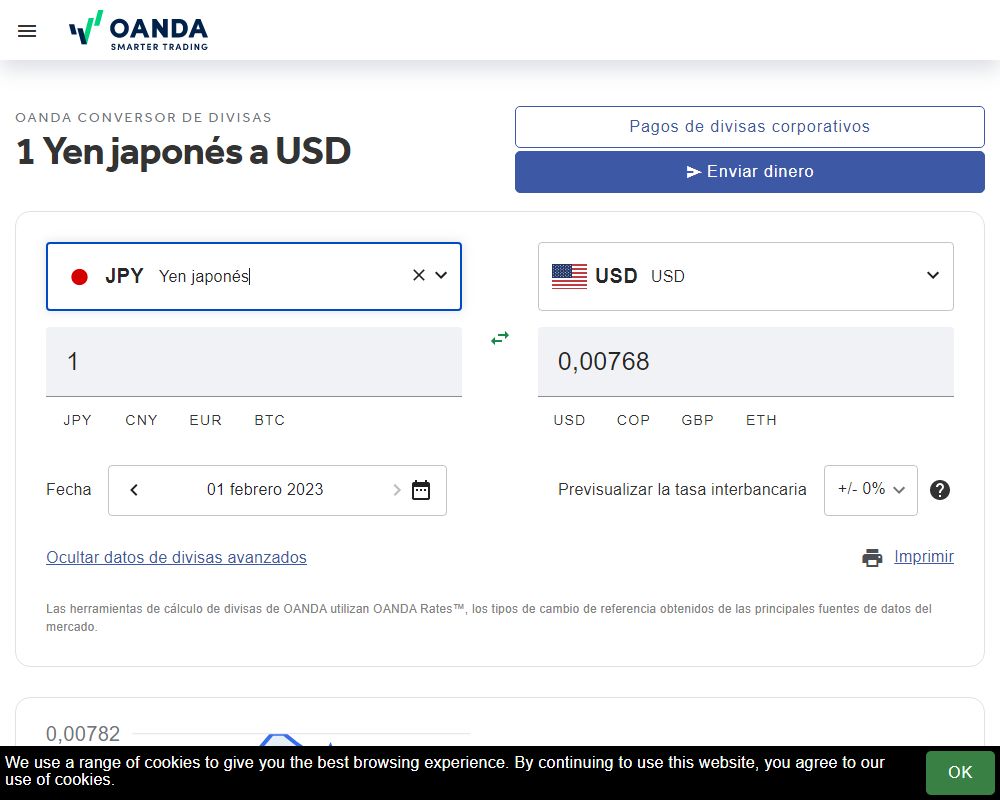 OANDA
SMARTER TRADING
OANDA CONVERSOR DE DIVISAS
1 Yen japonés a USD
Pagos de divisas corporativos
Enviar dinero
JPY Yen japonés
USD USD
1
0,00768
JPY CNY EUR BTC
USD COP GBP ETH
Fecha
01 febrero 2023
Previsualizar la tasa interbancaria
+/- 0%
?
Ocultar datos de divisas avanzados
Imprimir
Las herramientas de cálculo de divisas de OANDA utilizan OANDA Rates™, los tipos de cambio de referencia obtenidos de las principales fuentes de datos del
mercado.
0,00782
We use a range of cookies to give you the best browsing experience. By continuing to use this website, you agree to our
use of cookies.
OK